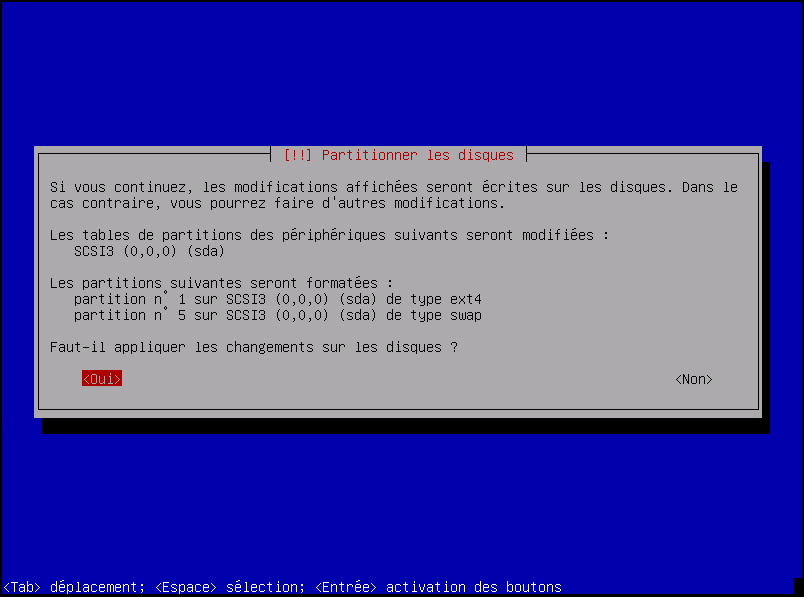 [!!] Partitionner les disques
Si vous continuez, les modifications affichées seront écrites sur les disques. Dans le
cas contraire, vous pourrez faire d'autres modifications.
Les tables de partitions des périphériques suivants seront modifiées :
SCSI3 (0,0,0) (sda)
Les partitions suivantes seront formatées :
partition n° 1 sur SCSI3 (0,0,0) (sda) de type ext4
partition n° 5 sur SCSI3 (0,0,0) (sda) de type swap
Faut-il appliquer les changements sur les disques ?
<Oui> <Non>
<Tab> déplacement; <Espace> sélection; <Entrée> activation des boutons